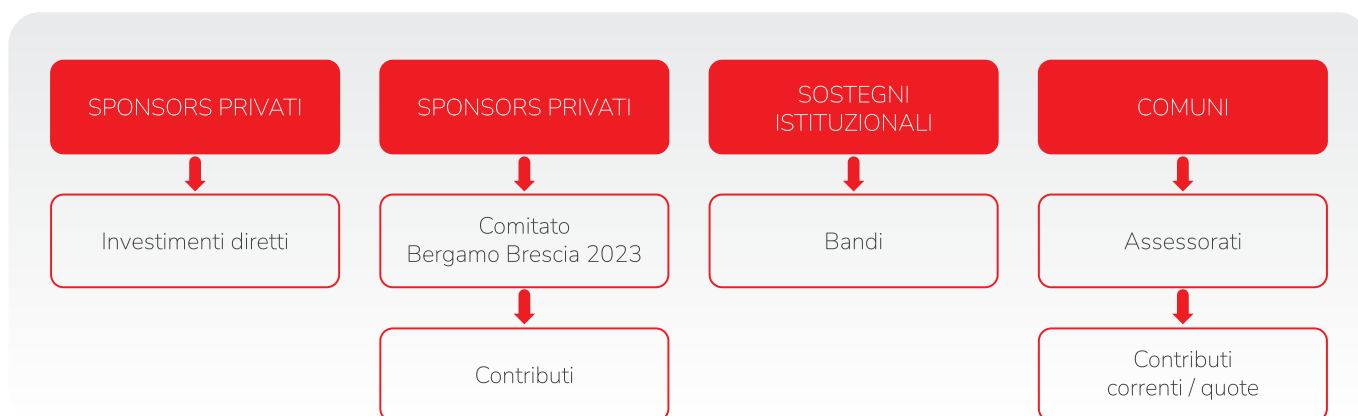 SPONSORS PRIVATI
SPONSORS PRIVATI
SOSTEGNI
ISTITUZIONALI
COMUNI
Investimenti diretti
Comitato
Bergamo Brescia 2023
Bandi
Assessorati
Contributi
Contributi
correnti / quote